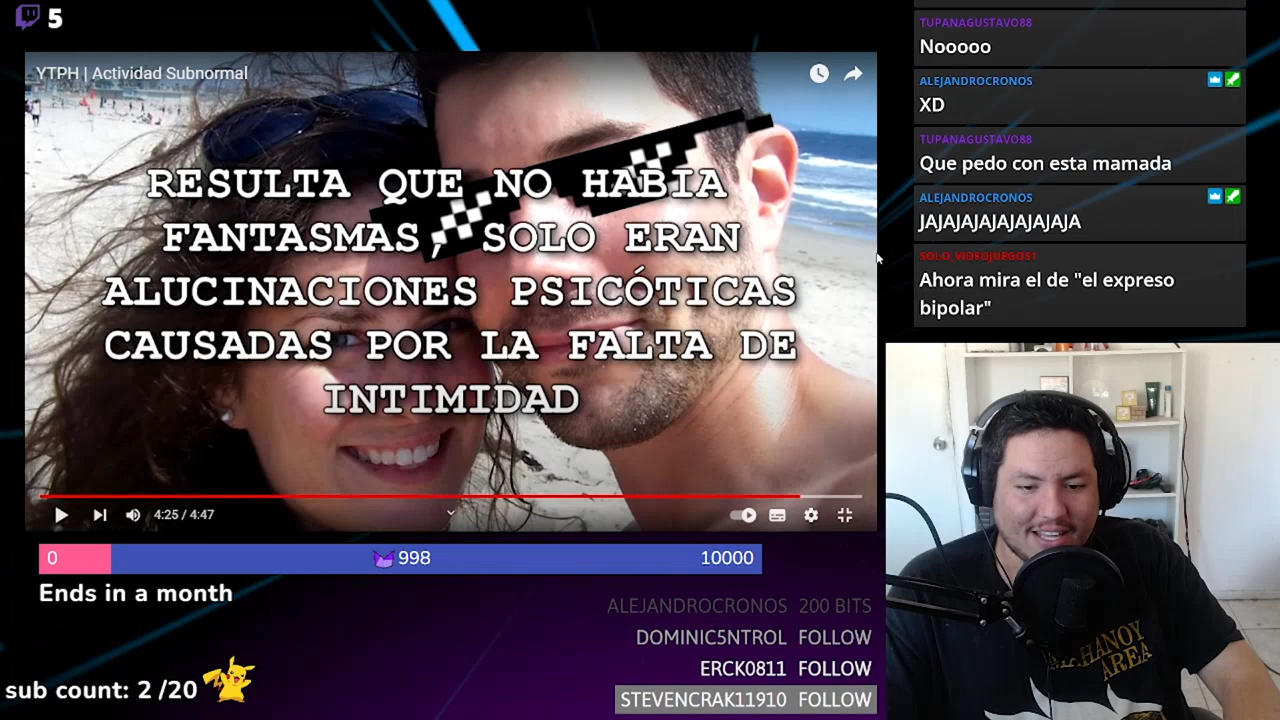 5
YTPH | Actividad Subnormal
RESULTA QUE NO HABIA
FANTASMAS, SOLO ERAN
ALUCINACIONES PSICÓTICAS
CAUSADAS POR LA FALTA DE
INTIMIDAD
4:25 / 4:47
0
998
10000
Ends in a month
ALEJANDROCRONOS 200 BITS
DOMINIC5NTROL FOLLOW
ERCK0811 FOLLOW
STEVENCRAK11910 FOLLOW
sub count: 2 /20
TUPANAGUSTAVO88
Nooooo
ALEJANDROCRONOS
XD
TUPANAGUSTAVO88
Que pedo con esta mamada
ALEJANDROCRONOS
JAJAJAJAJAJAJAJAJA
SOLO_VIDEOJUEGOS1
Ahora mira el de "el expreso
bipolar"
AREA